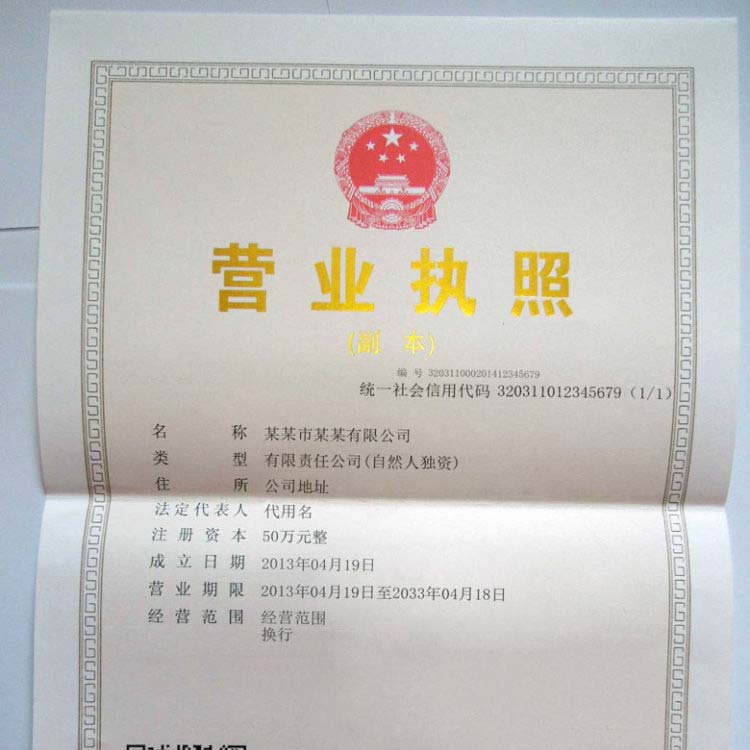 营业执照
(副 本)
编 号 320311000201412345679
统一社会信用代码 320311012345679（1/1）
名 称 某某市某某有限公司
类 型 有限责任公司(自然人独资)
住 所 公司地址
法定代表人 代用名
注 册 资 本 50万元整
成 立 日 期 2013年04月19日
营 业 期 限 2013年04月19日至2033年04月18日
经 营 范 围 经营范围
换行